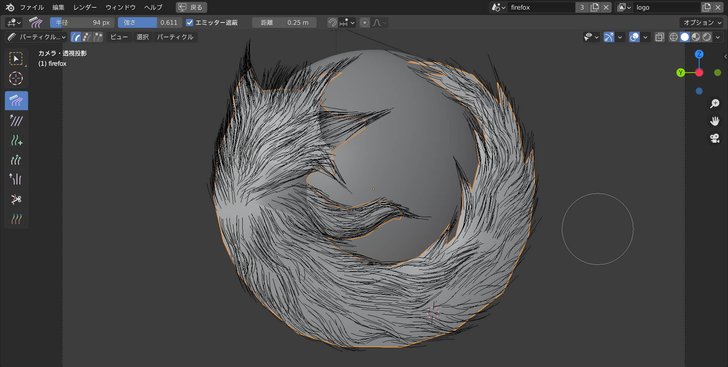 ファイル 編集 レンダー ウィンドウ ヘルプ 戻る firefox 3 logo
半径 94 px 強さ 0.611 エミッター遮蔽 距離 0.25 m オプション
パーティクル... ビュー 選択 パーティクル
カメラ・透視投影
(1) firefox
Z
Y